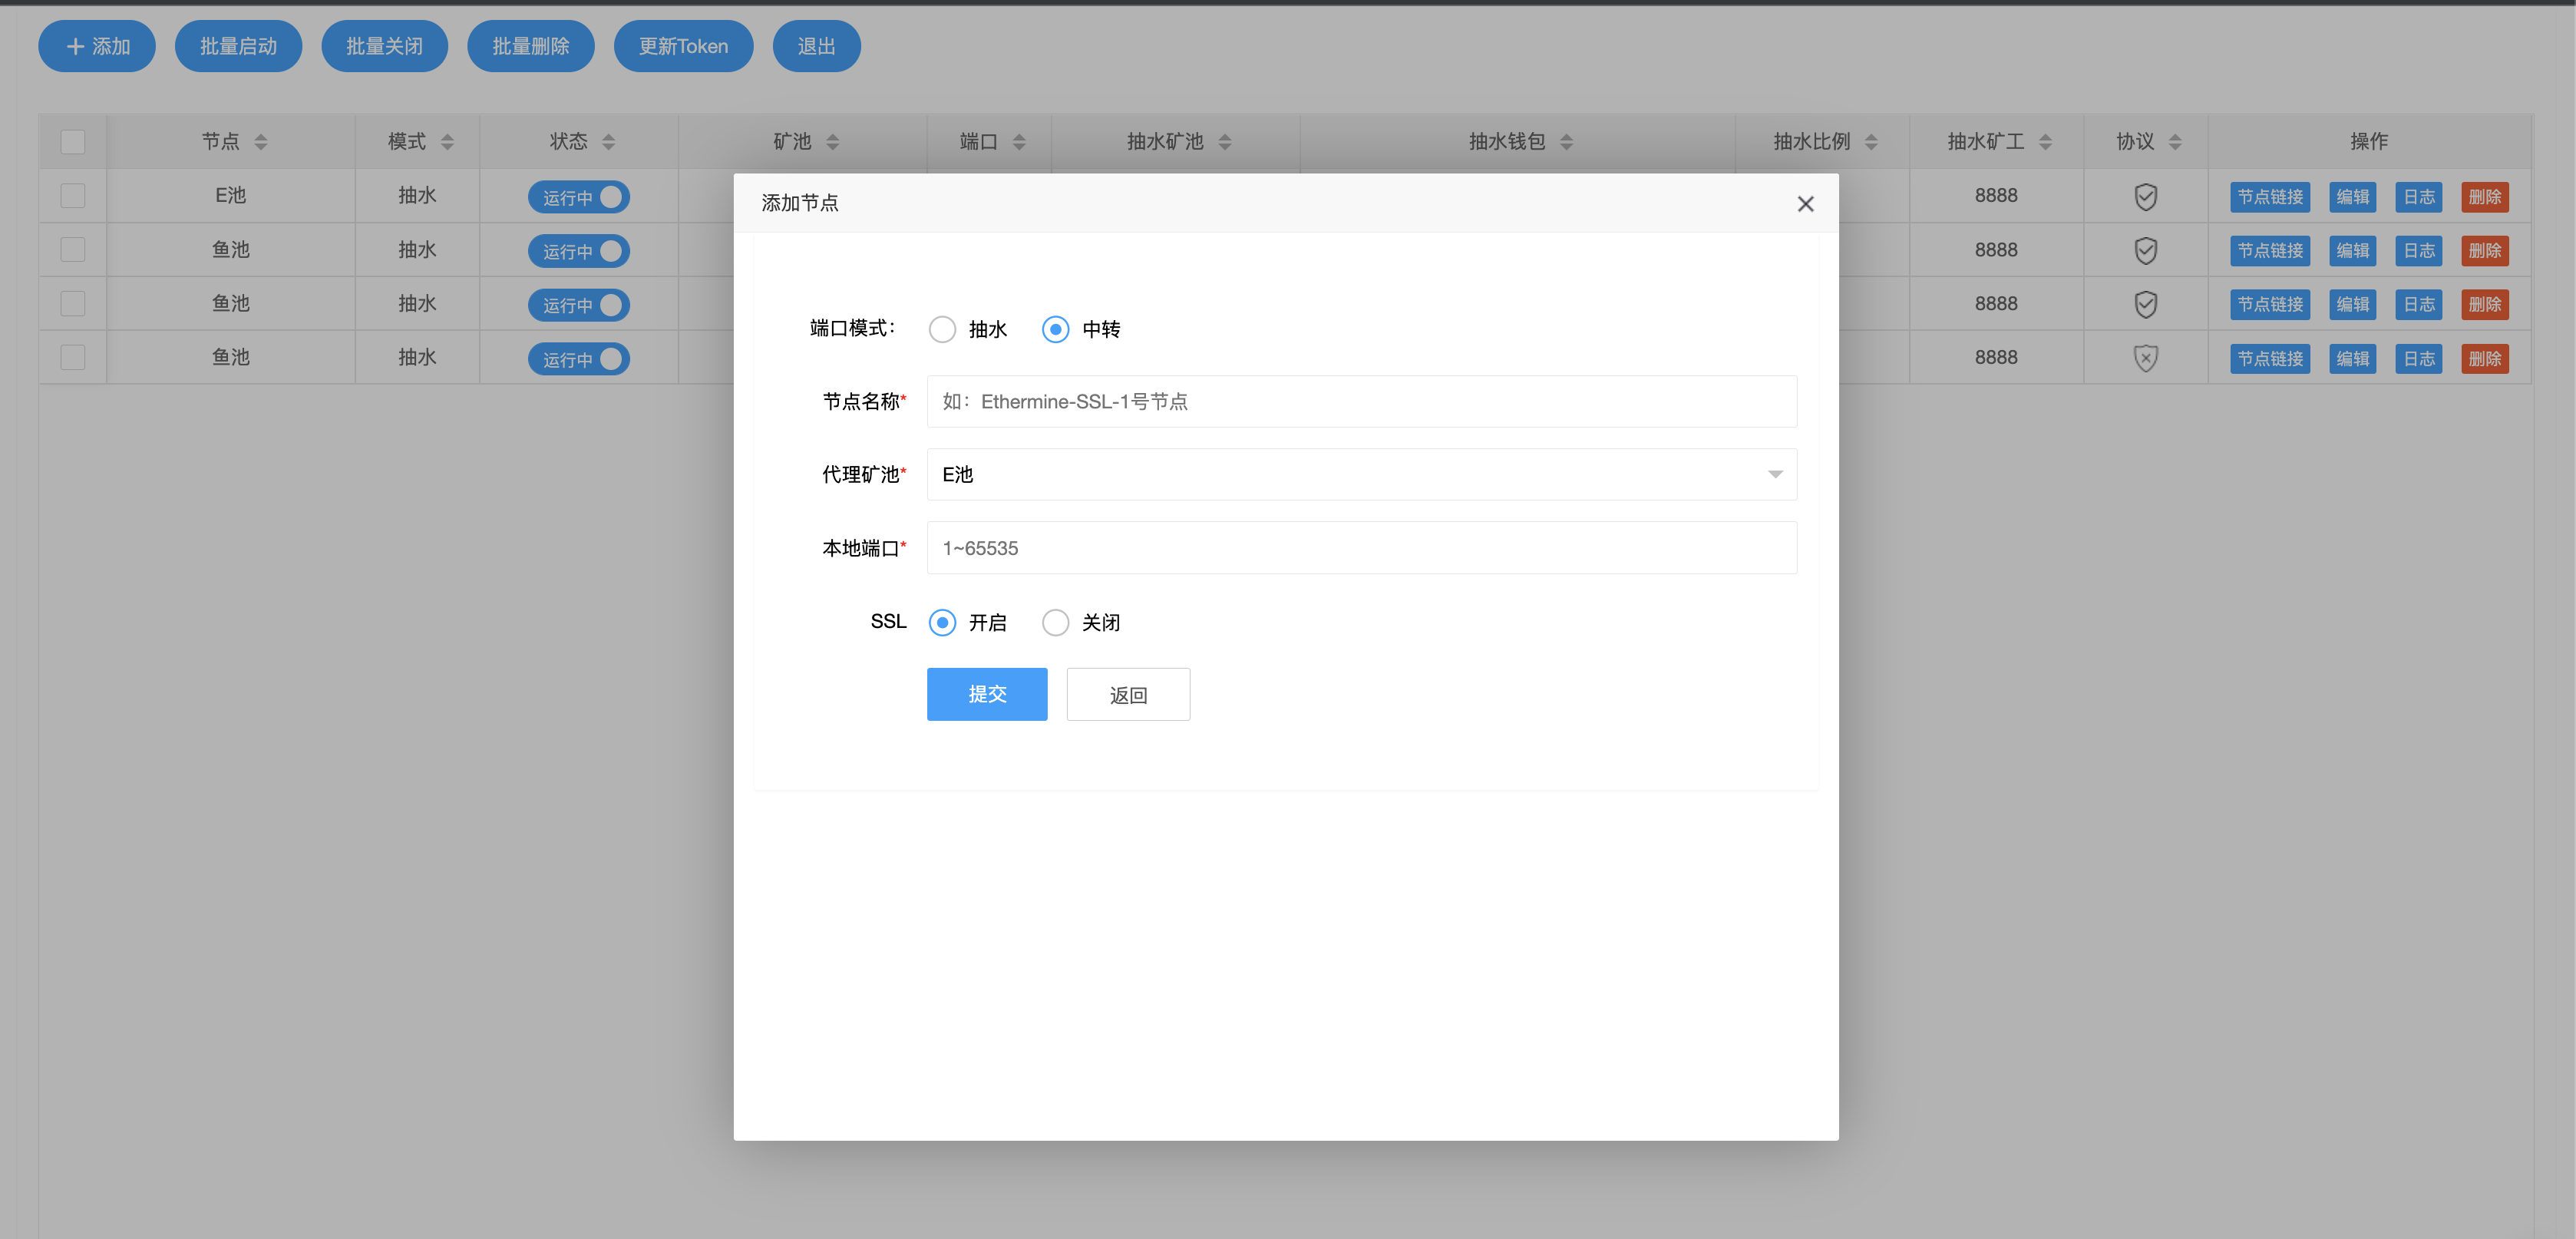 添加 批量启动 批量关闭 批量删除 更新Token 退出
节点 模式 状态 矿池 端口 抽水矿池 抽水钱包 抽水比例 抽水矿工 协议 操作
E池 抽水 运行中 8888 节点链接 编辑 日志 删除
鱼池 抽水 运行中 8888 节点链接 编辑 日志 删除
鱼池 抽水 运行中 8888 节点链接 编辑 日志 删除
鱼池 抽水 运行中 8888 节点链接 编辑 日志 删除
添加节点
端口模式： 抽水 中转
节点名称* 如：Ethermine-SSL-1号节点
代理矿池* E池
本地端口* 1~65535
SSL 开启 关闭
提交 返回